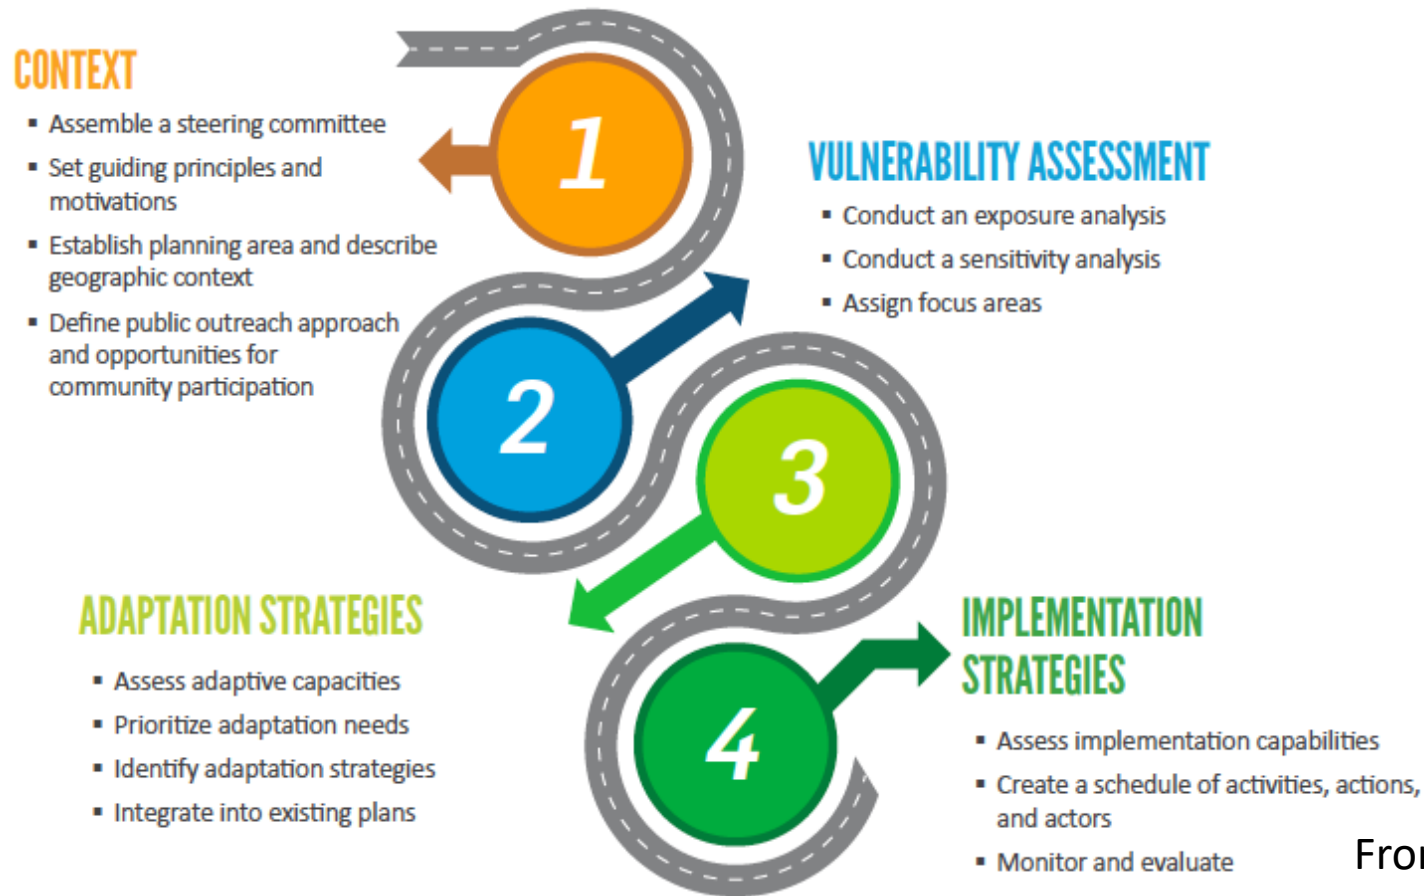 CONTEXT
▪ Assemble a steering committee
▪ Set guiding principles and
motivations
▪ Establish planning area and describe
geographic context
▪ Define public outreach approach
and opportunities for
community participation
1
VULNERABILITY ASSESSMENT
▪ Conduct an exposure analysis
▪ Conduct a sensitivity analysis
▪ Assign focus areas
2
3
ADAPTATION STRATEGIES
▪ Assess adaptive capacities
▪ Prioritize adaptation needs
▪ Identify adaptation strategies
▪ Integrate into existing plans
4
IMPLEMENTATION
STRATEGIES
▪ Assess implementation capabilities
▪ Create a schedule of activities, actions,
and actors
▪ Monitor and evaluate